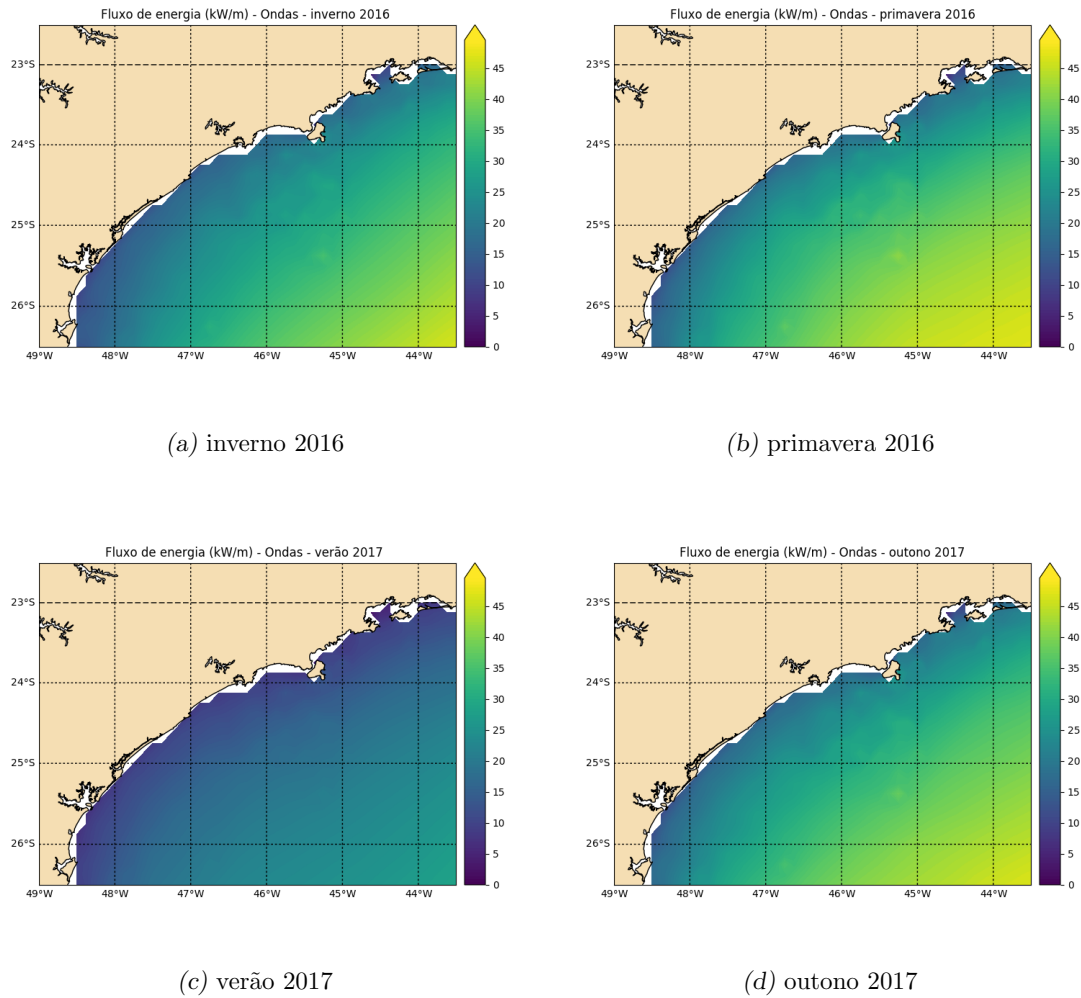 Fluxo de energia (kW/m) - Ondas - inverno 2016
23°S
24°S
25°S
26°S
49°W 48°W 47°W 46°W 45°W 44°W
45
40
35
30
25
20
15
10
5
0
(a) inverno 2016
Fluxo de energia (kW/m) - Ondas - primavera 2016
23°S
24°S
25°S
26°S
49°W 48°W 47°W 46°W 45°W 44°W
45
40
35
30
25
20
15
10
5
0
(b) primavera 2016
Fluxo de energia (kW/m) - Ondas - verão 2017
23°S
24°S
25°S
26°S
49°W 48°W 47°W 46°W 45°W 44°W
45
40
35
30
25
20
15
10
5
0
(c) verão 2017
Fluxo de energia (kW/m) - Ondas - outono 2017
23°S
24°S
25°S
26°S
49°W 48°W 47°W 46°W 45°W 44°W
45
40
35
30
25
20
15
10
5
0
(d) outono 2017